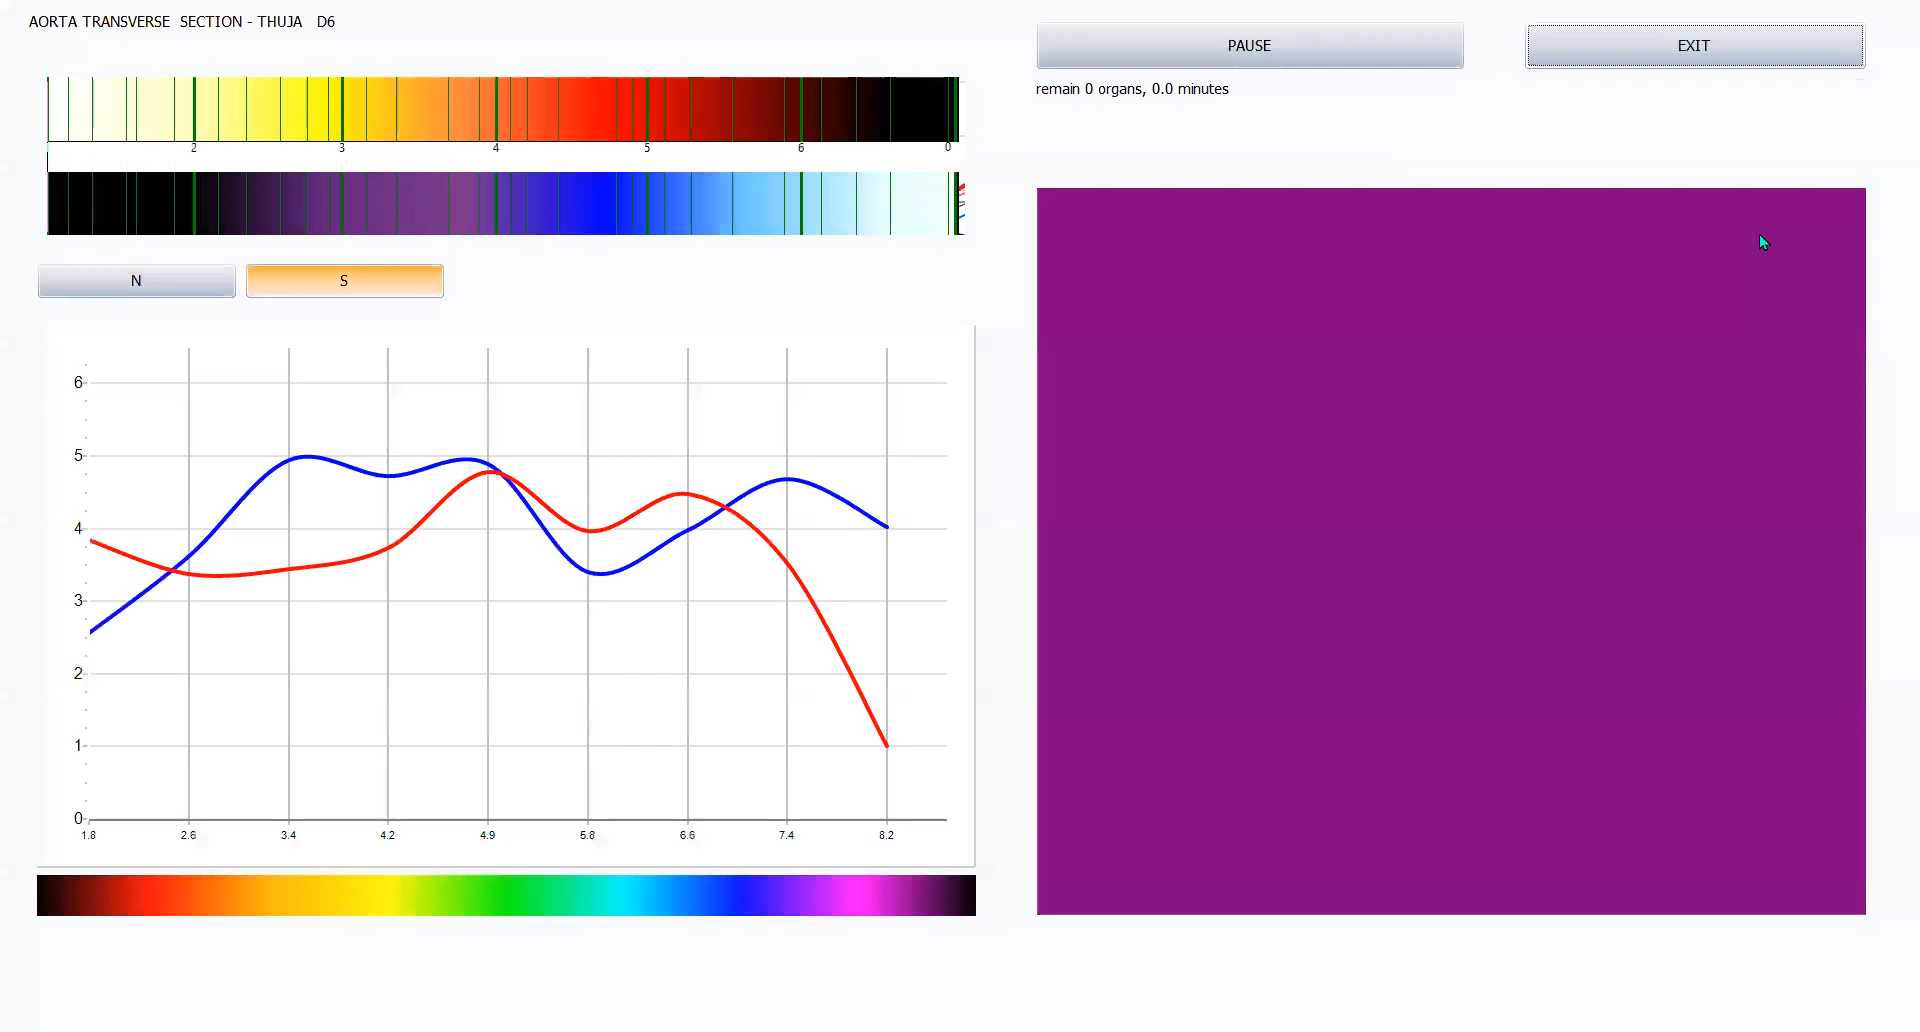 AORTA TRANSVERSE  SECTION - THUJA   D6
PAUSE
EXIT
remain 0 organs, 0.0 minutes
2 3 4 5 6 0
N
S
6
5
4
3
2
1
0
1.8 2.6 3.4 4.2 4.9 5.8 6.6 7.4 8.2